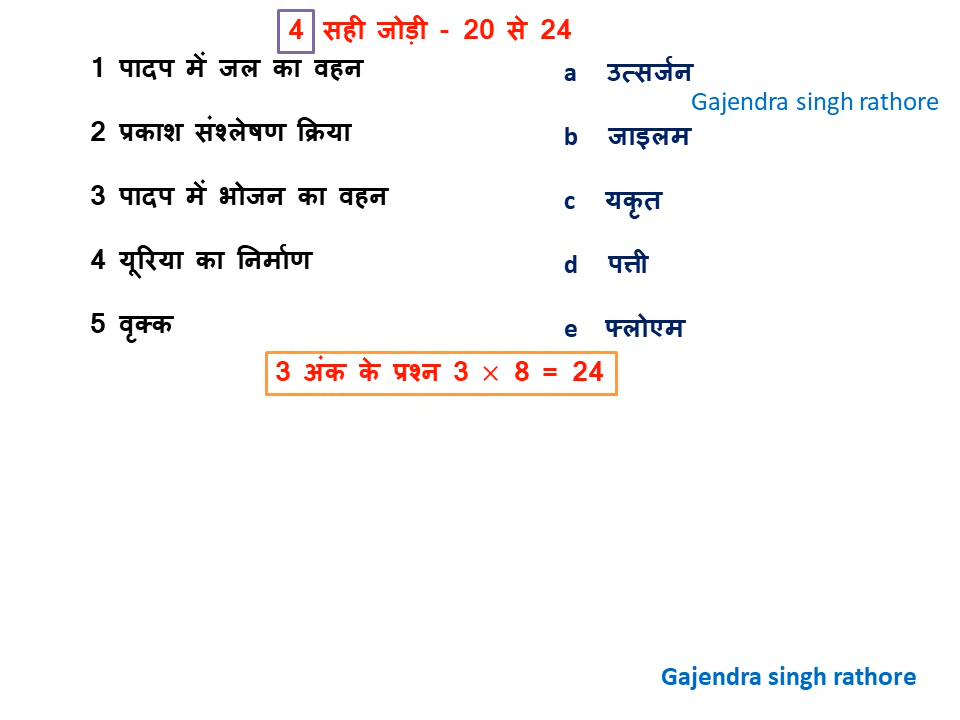 4 सही जोड़ी - 20 से 24
1 पादप में जल का वहन
a उत्सर्जन
Gajendra singh rathore
2 प्रकाश संश्लेषण क्रिया
b जाइलम
3 पादप में भोजन का वहन
c यकृत
4 यूरिया का निर्माण
d पत्ती
5 वृक्क
e फ्लोएम
3 अंक के प्रश्न 3 × 8 = 24
Gajendra singh rathore